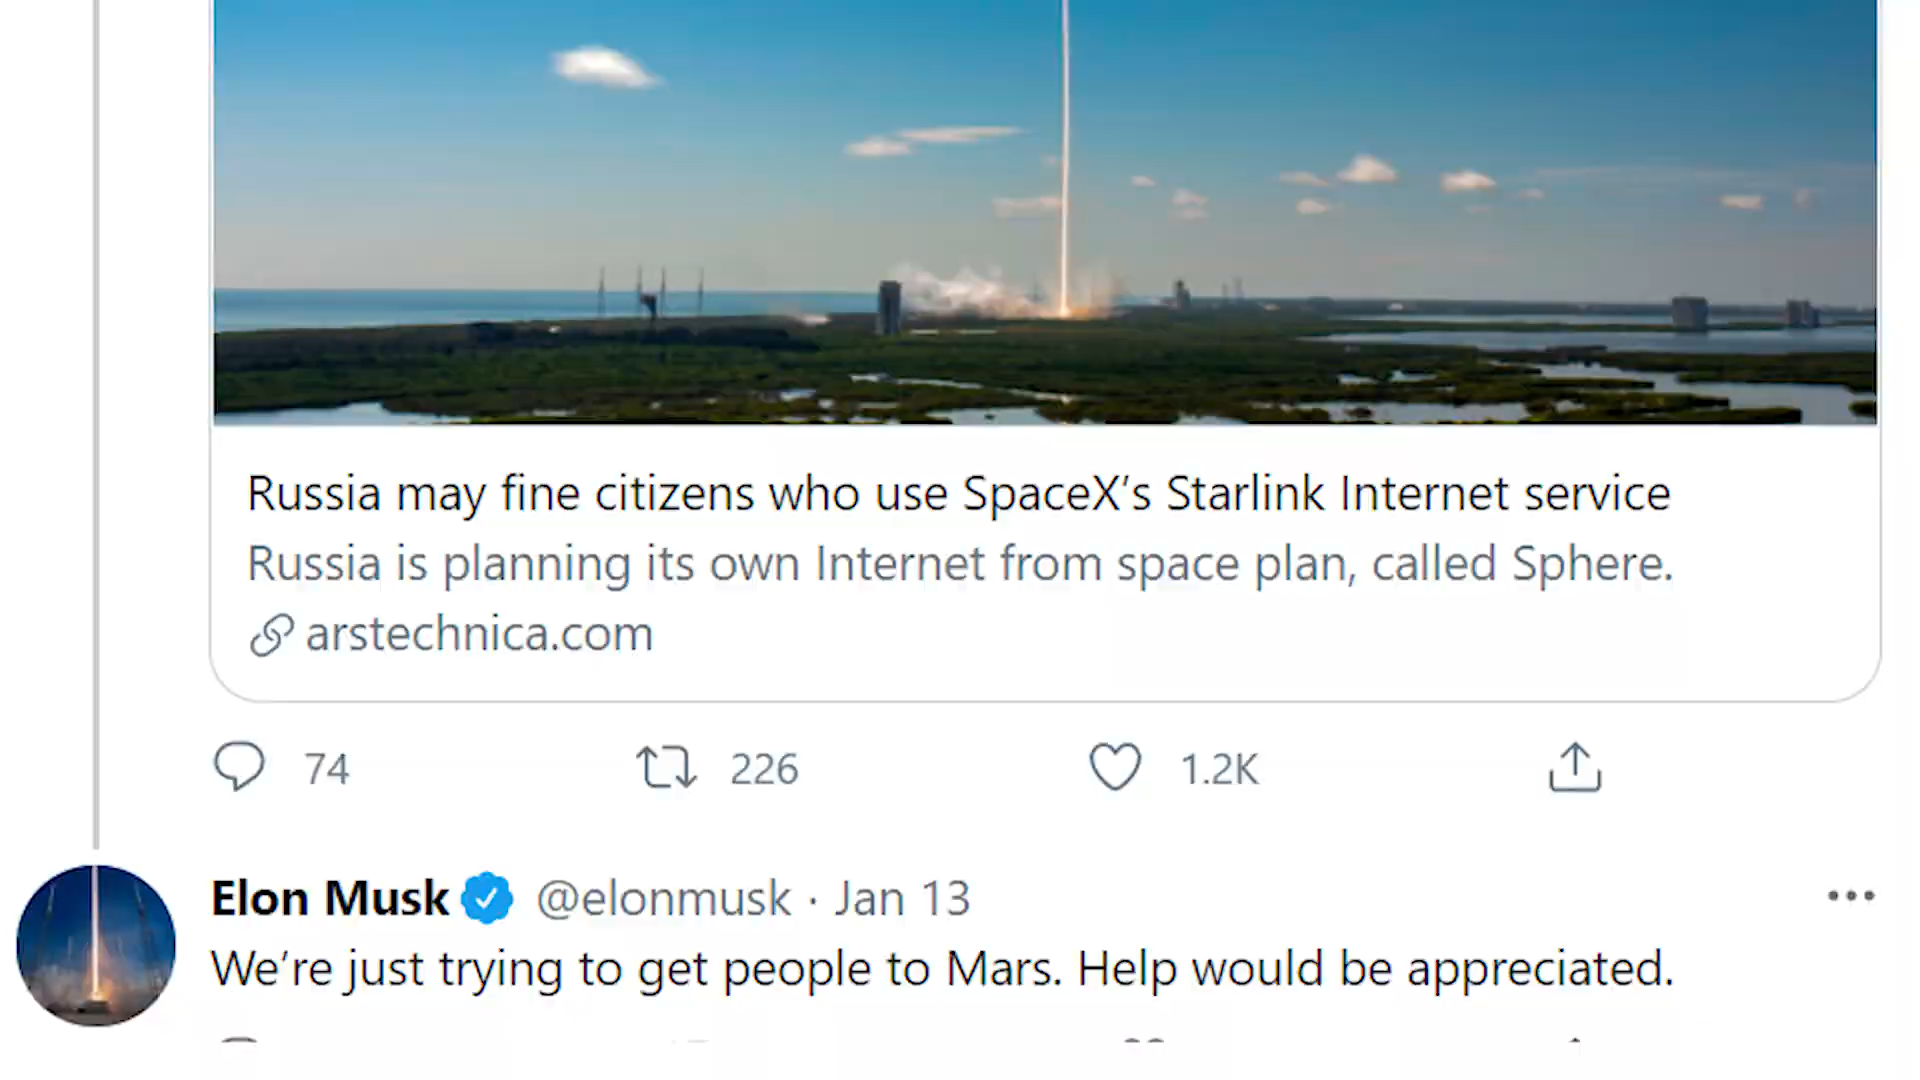 Russia may fine citizens who use SpaceX’s Starlink Internet service
Russia is planning its own Internet from space plan, called Sphere.
arstechnica.com
74 226 1.2K
Elon Musk @elonmusk · Jan 13
We’re just trying to get people to Mars. Help would be appreciated.